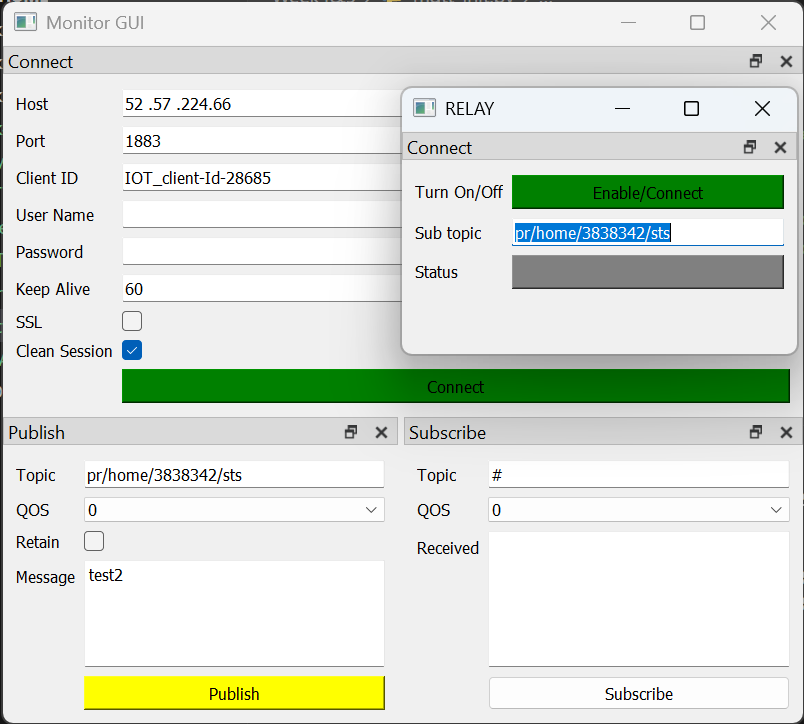 Monitor GUI
Connect
Host 52 .57 .224.66
Port 1883
Client ID IOT_client-Id-28685
User Name
Password
Keep Alive 60
SSL
Clean Session
Connect
RELAY
Connect
Turn On/Off Enable/Connect
Sub topic pr/home/3838342/sts
Status
Publish
Topic pr/home/3838342/sts
QOS 0
Retain
Message test2
Publish
Subscribe
Topic #
QOS 0
Received
Subscribe